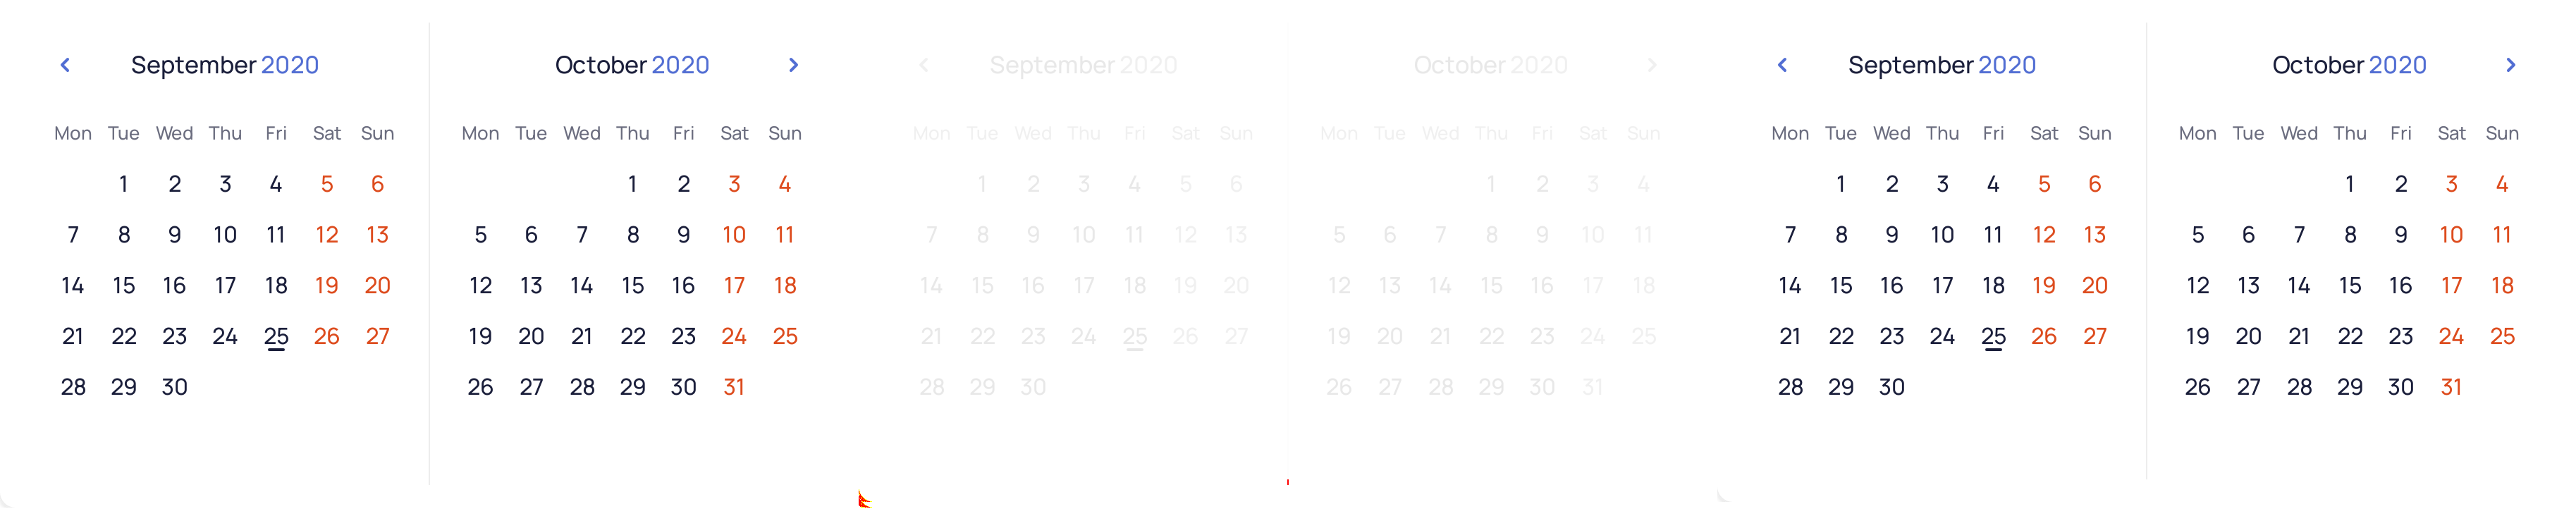 September 2020 October 2020 September 2020 October 2020 September 2020 October 2020
Mon Tue Wed Thu Fri Sat Sun Mon Tue Wed Thu Fri Sat Sun Mon Tue Wed Thu Fri Sat Sun Mon Tue Wed Thu Fri Sat Sun Mon Tue Wed Thu Fri Sat Sun Mon Tue Wed Thu Fri Sat Sun
1 2 3 4 5 6 1 2 3 4 1 2 3 4 5 6 1 2 3 4 1 2 3 4 5 6 1 2 3 4
7 8 9 10 11 12 13 5 6 7 8 9 10 11 7 8 9 10 11 12 13 5 6 7 8 9 10 11 7 8 9 10 11 12 13 5 6 7 8 9 10 11
14 15 16 17 18 19 20 12 13 14 15 16 17 18 14 15 16 17 18 19 20 12 13 14 15 16 17 18 14 15 16 17 18 19 20 12 13 14 15 16 17 18
21 22 23 24 25 26 27 19 20 21 22 23 24 25 21 22 23 24 25 26 27 19 20 21 22 23 24 25 21 22 23 24 25 26 27 19 20 21 22 23 24 25
28 29 30 26 27 28 29 30 31 28 29 30 26 27 28 29 30 31 28 29 30 26 27 28 29 30 31